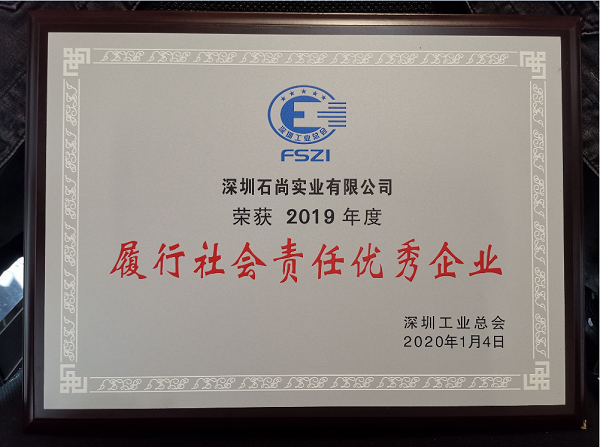 深圳工业总会
FSZI
深圳石尚实业有限公司
荣获 2019 年度
履行社会责任优秀企业
深圳工业总会
2020年1月4日